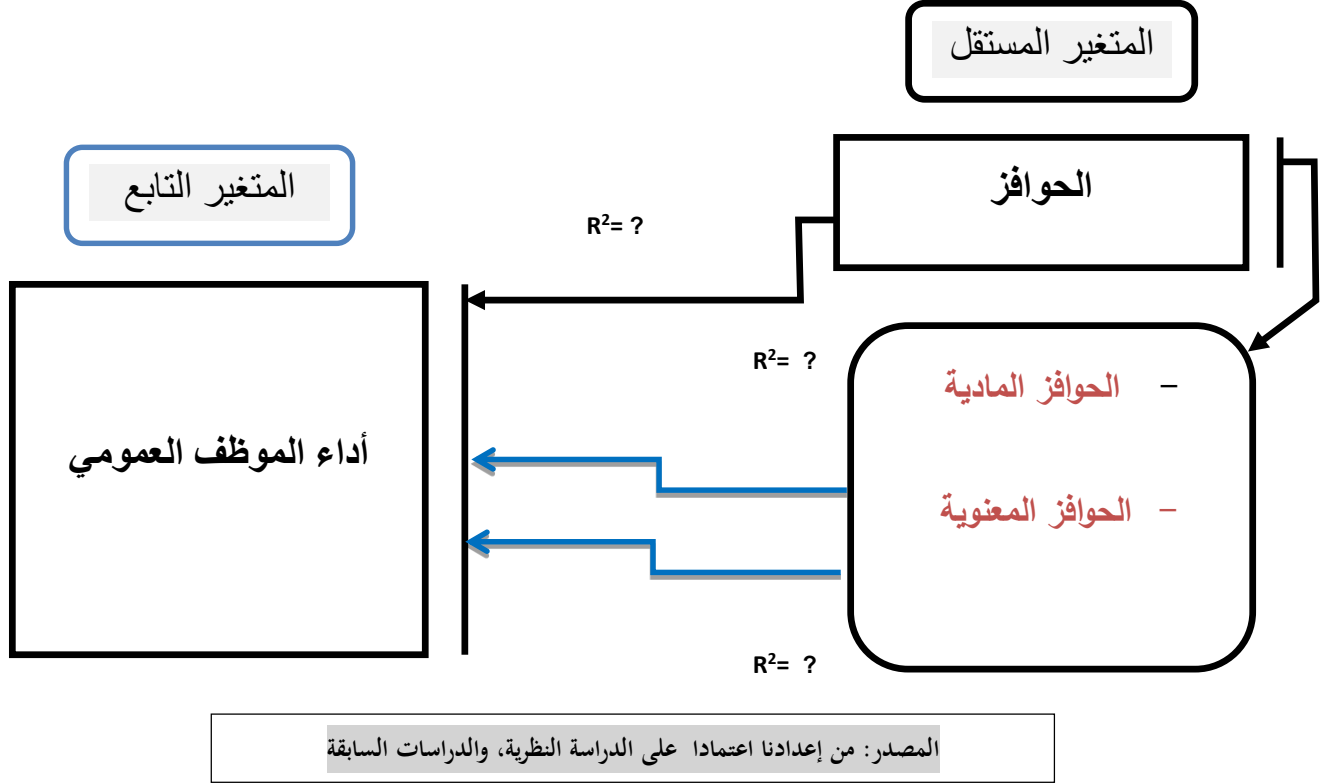 المتغير المستقل
الحوافز
المتغير التابع
R²= ?
R²= ?
- الحوافز المادية
- الحوافز المعنوية
أداء الموظف العمومي
R²= ?
المصدر: من إعدادنا اعتمادا على الدراسة النظرية، والدراسات السابقة